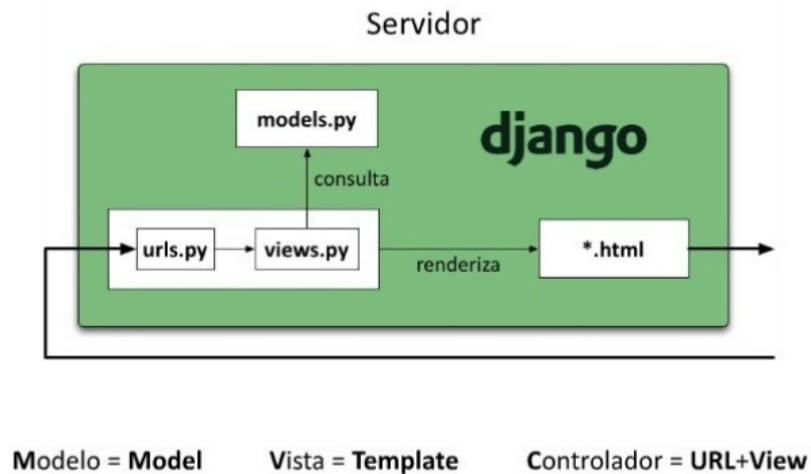 Servidor
models.py
django
consulta
urls.py
views.py
*.html
renderiza
Modelo = Model
Vista = Template
Controlador = URL+View